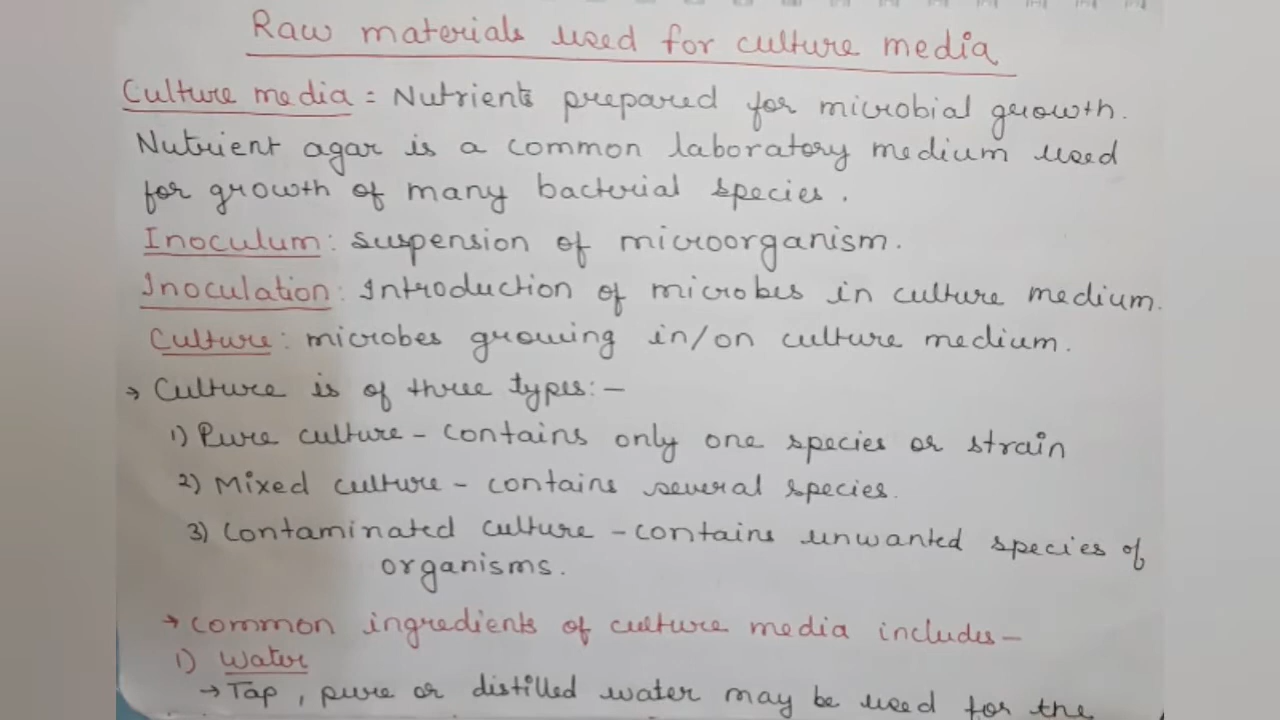 Raw materials used for culture media
Culture media = Nutrients prepared for microbial growth.
Nutrient agar is a common laboratory medium used
for growth of many bacterial species.
Inoculum: suspension of microorganism.
Inoculation: Introduction of microbes in culture medium.
Culture: microbes growing in/on culture medium.
→ Culture is of three types:-
1) Pure culture - contains only one species or strain
2) Mixed culture - contains several species.
3) Contaminated culture - contains unwanted species of
organisms.
→ Common ingredients of culture media includes-
1) Water
→ Tap, pure or distilled water may be used for the